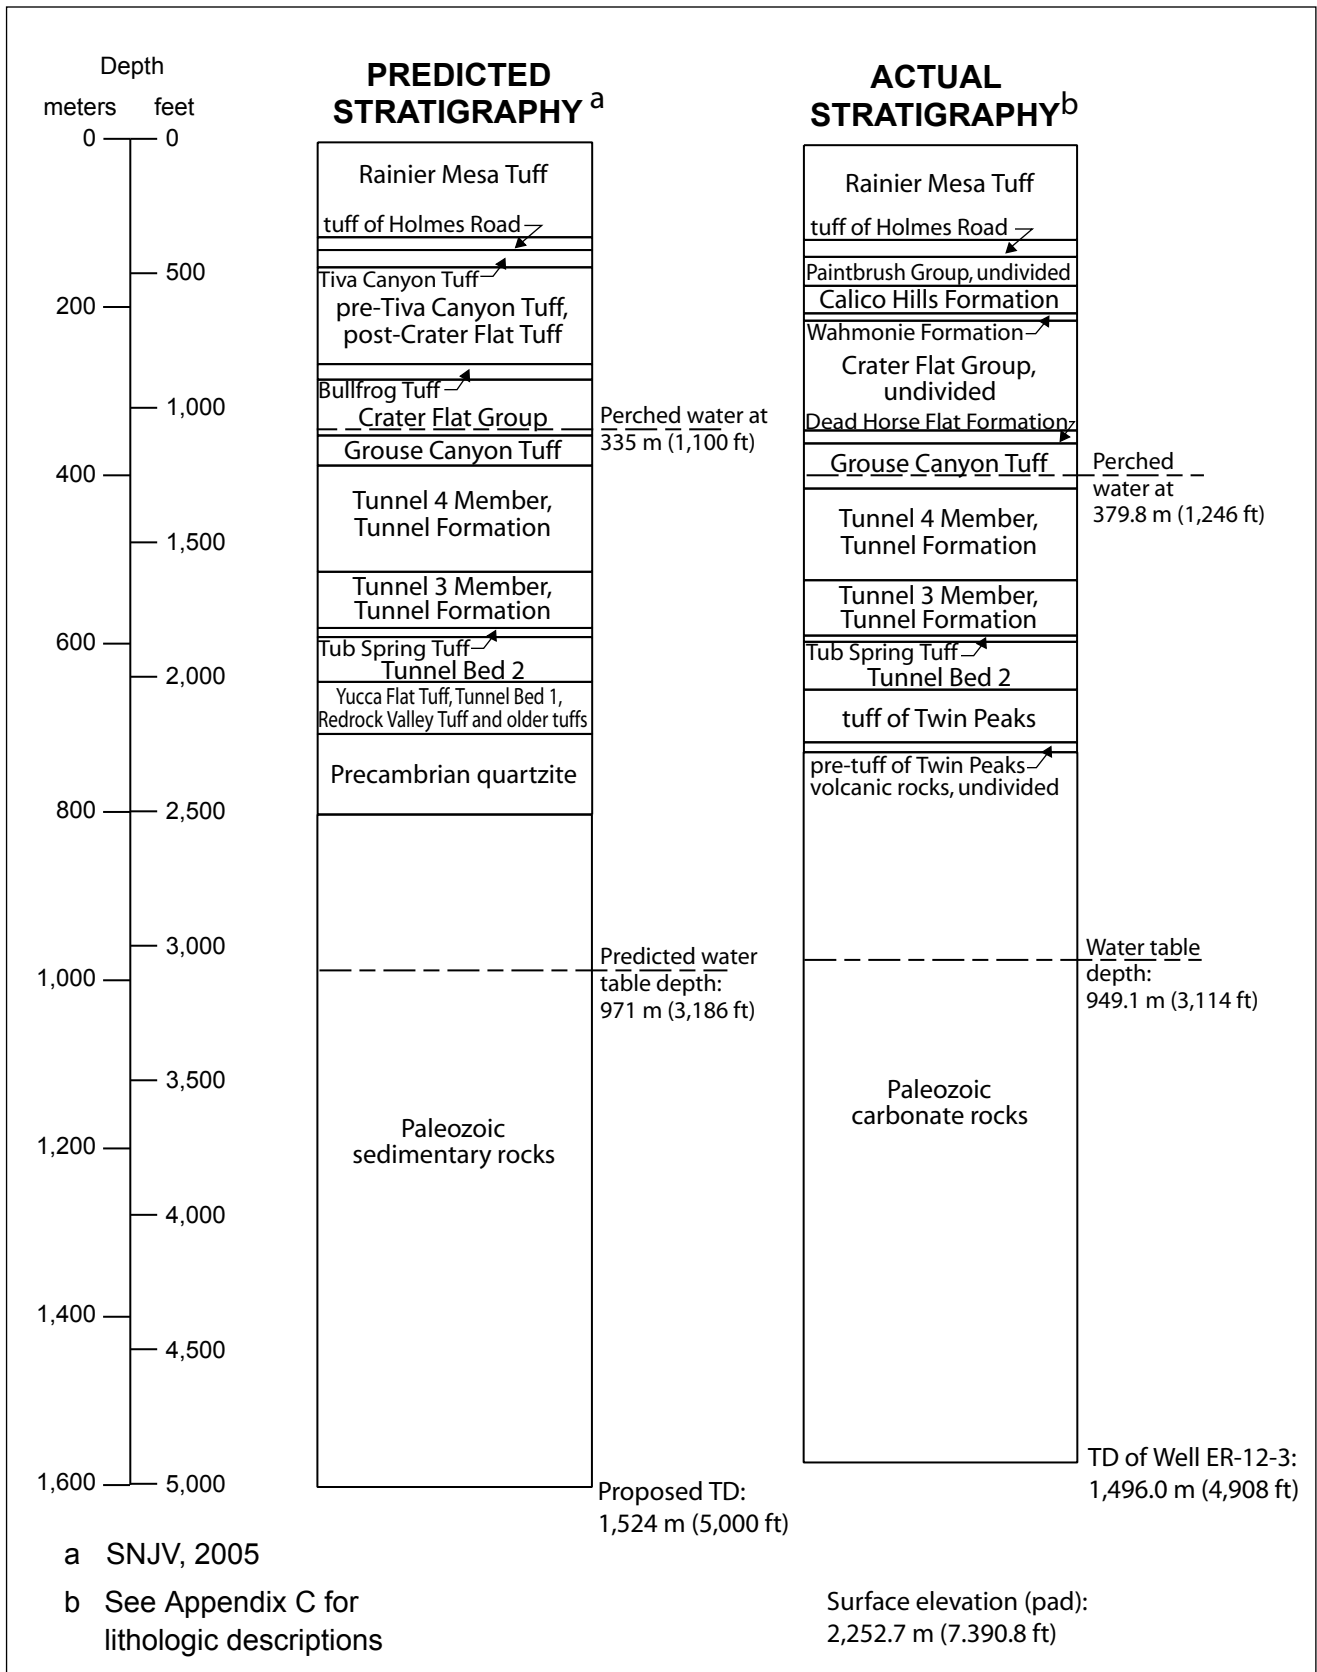 Depth
meters feet
0
200
400
600
800
1,000
1,200
1,400
1,600
0
500
1,000
1,500
2,000
2,500
3,000
3,500
4,000
4,500
5,000
PREDICTED
STRATIGRAPHY a
Rainier Mesa Tuff
tuff of Holmes Road
Tiva Canyon Tuff
pre-Tiva Canyon Tuff,
post-Crater Flat Tuff
Bullfrog Tuff
Crater Flat Group
Perched water at
335 m (1,100 ft)
Grouse Canyon Tuff
Tunnel 4 Member,
Tunnel Formation
Tunnel 3 Member,
Tunnel Formation
Tub Spring Tuff
Tunnel Bed 2
Yucca Flat Tuff, Tunnel Bed 1,
Redrock Valley Tuff and older tuffs
Precambrian quartzite
Predicted water
table depth:
971 m (3,186 ft)
Paleozoic
sedimentary rocks
Proposed TD:
1,524 m (5,000 ft)
ACTUAL
STRATIGRAPHY b
Rainier Mesa Tuff
tuff of Holmes Road
Paintbrush Group, undivided
Calico Hills Formation
Wahmonie Formation
Crater Flat Group,
undivided
Dead Horse Flat Formation
Grouse Canyon Tuff
Perched
water at
379.8 m (1,246 ft)
Tunnel 4 Member,
Tunnel Formation
Tunnel 3 Member,
Tunnel Formation
Tub Spring Tuff
Tunnel Bed 2
tuff of Twin Peaks
pre-tuff of Twin Peaks
volcanic rocks, undivided
Water table
depth:
949.1 m (3,114 ft)
Paleozoic
carbonate rocks
TD of Well ER-12-3:
1,496.0 m (4,908 ft)
a SNJV, 2005
b See Appendix C for
lithologic descriptions
Surface elevation (pad):
2,252.7 m (7.390.8 ft)